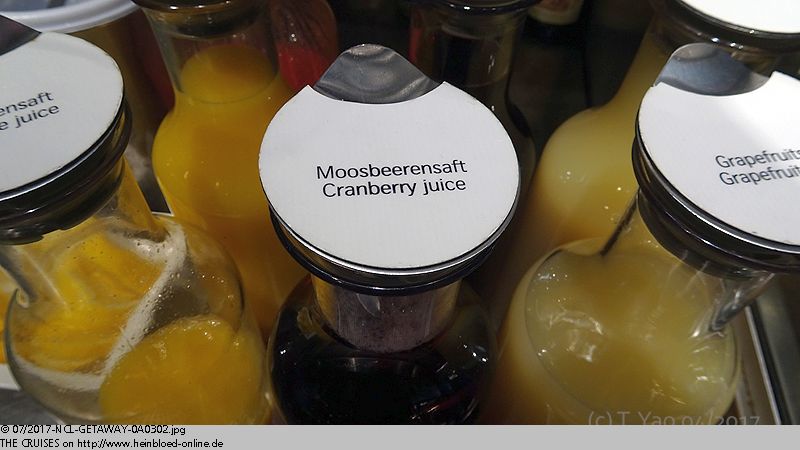 ensaft
e juice
Moosbeerensaft
Cranberry juice
Grapefruits
Grapefruit
(c) T. Yao 04/2017
© 07/2017-NCL-GETAWAY-0A0302.jpg
THE CRUISES on http://www.heinbloed-online.de